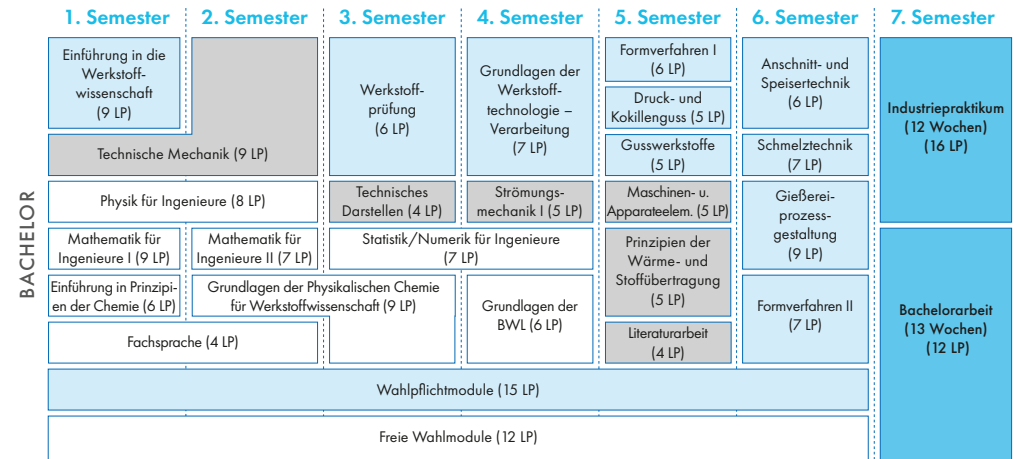 1. Semester
2. Semester
3. Semester
4. Semester
5. Semester
6. Semester
7. Semester
BACHELOR
Einführung in die
Werkstoff-
wissenschaft
(9 LP)
Technische Mechanik (9 LP)
Physik für Ingenieure (8 LP)
Mathematik für
Ingenieure I (9 LP)
Mathematik für
Ingenieure II (7 LP)
Einführung in Prinzipi-
en der Chemie (6 LP)
Grundlagen der Physikalischen Chemie
für Werkstoffwissenschaft (9 LP)
Fachsprache (4 LP)
Werkstoff-
prüfung
(6 LP)
Technisches
Darstellen (4 LP)
Statistik/Numerik für Ingenieure
(7 LP)
Grundlagen der
Werkstoff-
technologie –
Verarbeitung
(7 LP)
Strömungs-
mechanik I (5 LP)
Grundlagen der
BWL (6 LP)
Formverfahren I
(6 LP)
Druck- und
Kokillenguss (5 LP)
Gusswerkstoffe
(5 LP)
Maschinen- u.
Apparateelem. (5 LP)
Prinzipien der
Wärme- und
Stoffübertragung
(5 LP)
Literaturarbeit
(4 LP)
Anschnitt- und
Speisertechnik
(6 LP)
Schmelztechnik
(7 LP)
Gießerei-
prozess-
gestaltung
(9 LP)
Formverfahren II
(7 LP)
Industriepraktikum
(12 Wochen)
(16 LP)
Bachelorarbeit
(13 Wochen)
(12 LP)
Wahlpflichtmodule (15 LP)
Freie Wahlmodule (12 LP)